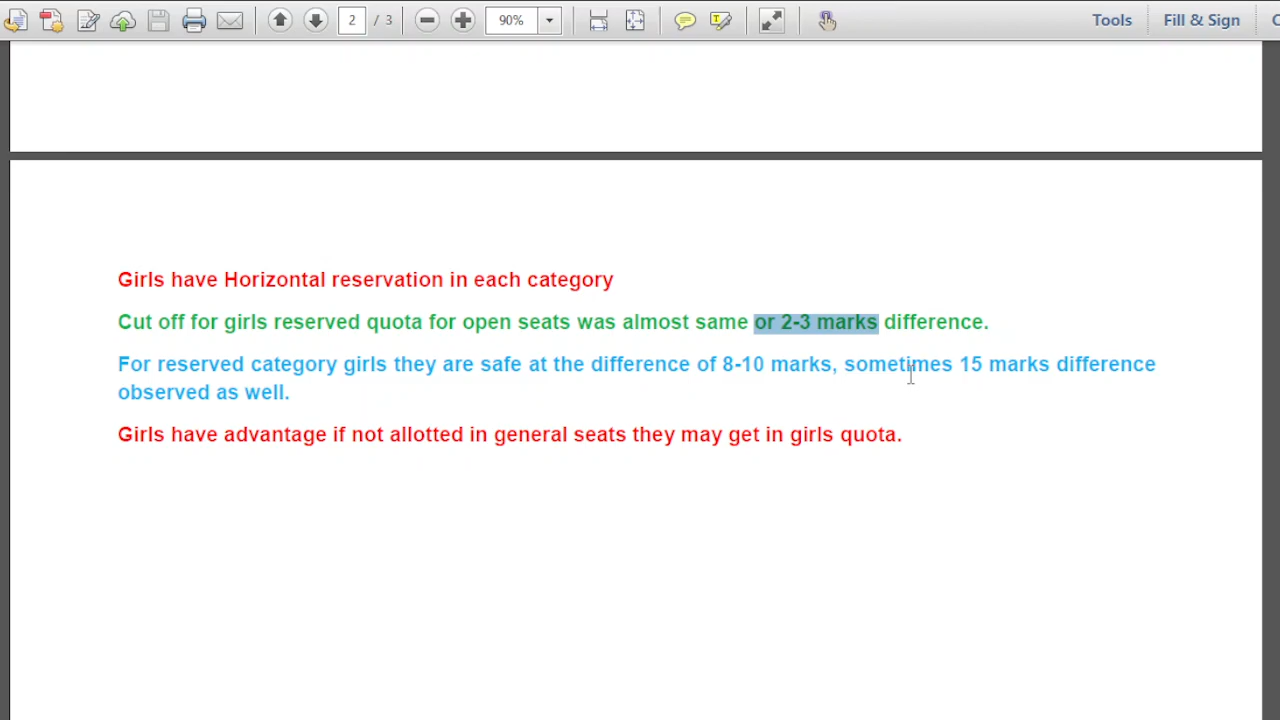 2 / 3 90% Tools Fill & Sign C
Girls have Horizontal reservation in each category
Cut off for girls reserved quota for open seats was almost same or 2-3 marks difference.
For reserved category girls they are safe at the difference of 8-10 marks, sometimes 15 marks difference
observed as well.
Girls have advantage if not allotted in general seats they may get in girls quota.